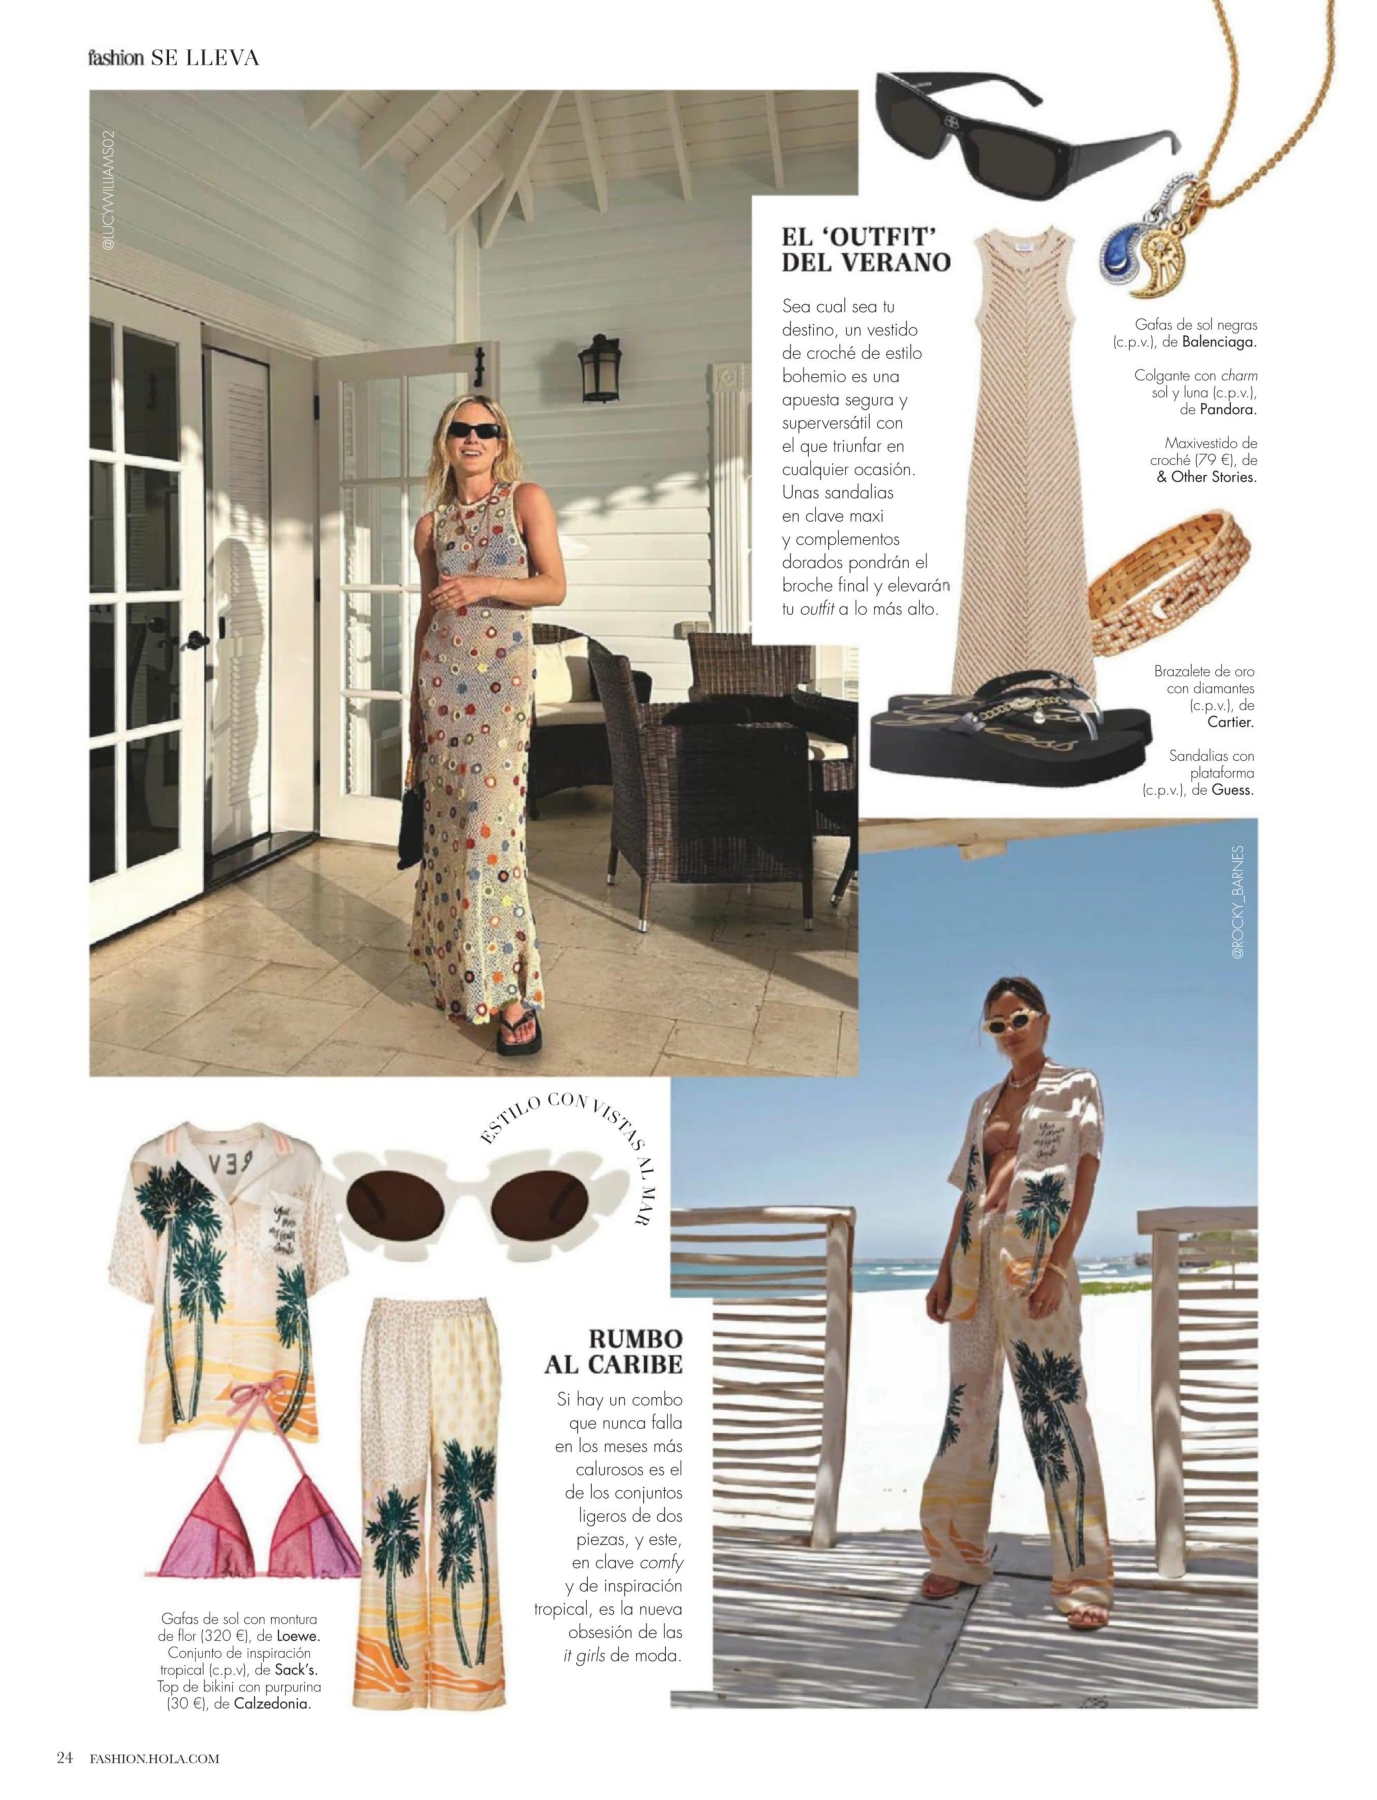 fashion SE LLEVA
@LUCYWILLIAMS02
EL ‘OUTFIT’
DEL VERANO
Sea cual sea tu
destino, un vestido
de croché de estilo
bohemio es una
apuesta segura y
superversátil con
el que triunfar en
cualquier ocasión.
Unas sandalias
en clave maxi
y complementos
dorados pondrán el
broche final y elevarán
tu outfit a lo más alto.
Gafas de sol negras
(c.p.v.), de Balenciaga.
Colgante con charm
sol y luna (c.p.v.),
de Pandora.
Maxivestido de
croché (79 €), de
& Other Stories.
Brazalete de oro
con diamantes
(c.p.v.), de
Cartier.
Sandalias con
plataforma
(c.p.v.), de Guess.
@ROCKY_BARNES
ESTILO CON VISTAS AL MAR
RUMBO
AL CARIBE
Si hay un combo
que nunca falla
en los meses más
calurosos es el
de los conjuntos
ligeros de dos
piezas, y este,
en clave comfy
y de inspiración
tropical, es la nueva
obsesión de las
it girls de moda.
Gafas de sol con montura
de flor (320 €), de Loewe.
Conjunto de inspiración
tropical (c.p.v), de Sack’s.
Top de bikini con purpurina
(30 €), de Calzedonia.
24 FASHION.HOLA.COM